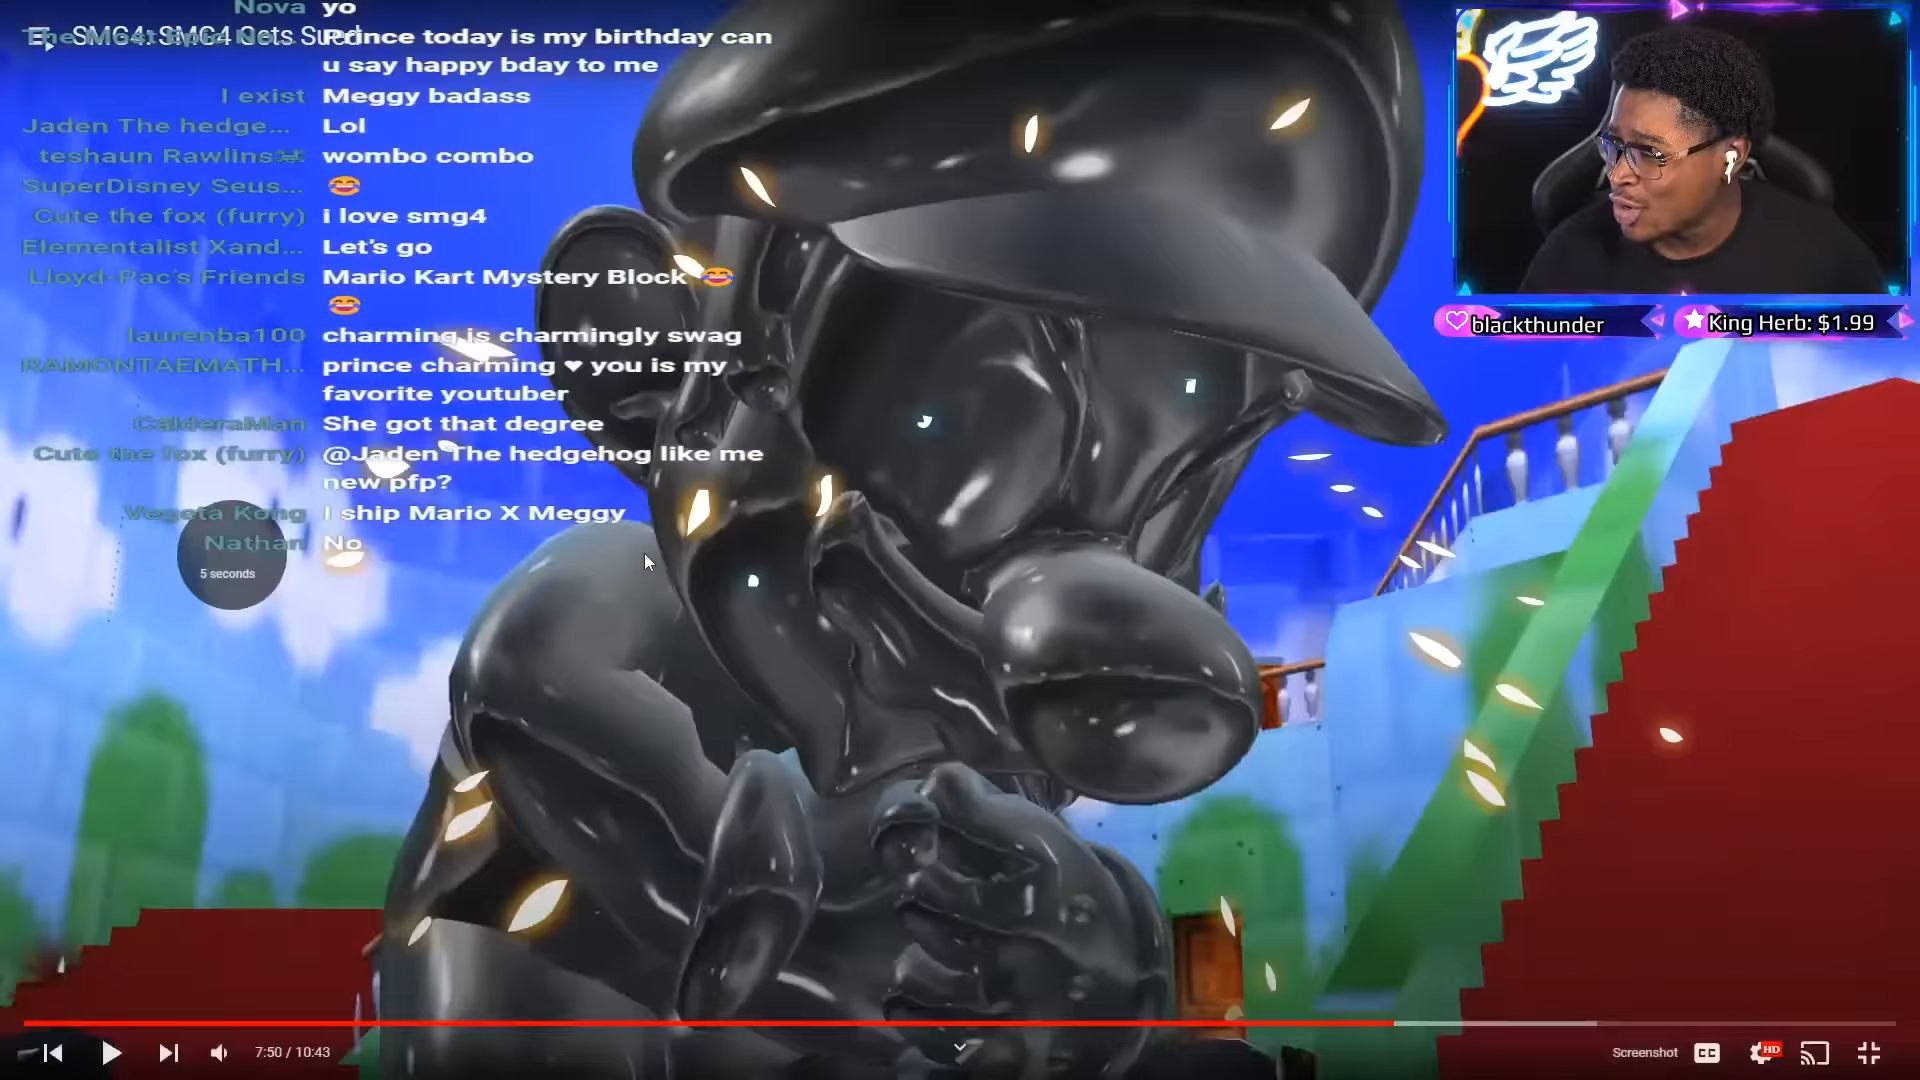 Nova yo
SMG4: SMG4 Gets Sued
Prince today is my birthday can
u say happy bday to me
I exist Meggy badass
Jaden The hedge... Lol
teshaun Rawlins☠ wombo combo
SuperDisney Seus... 😂
Cute the fox (furry) i love smg4
Elementalist Xand... Let's go
Lloyd-Pac's Friends Mario Kart Mystery Block 😂
😂
laurenba100 charming is charmingly swag
RAMONTAEMATH... prince charming ❤ you is my
favorite youtuber
CalderaMan She got that degree
Cute the fox (furry) @Jaden The hedgehog like me
new pfp?
Vegeta Kong I ship Mario X Meggy
Nathan No
5 seconds
blackthunder
King Herb: $1.99
7:50 / 10:43
Screenshot
CC
HD